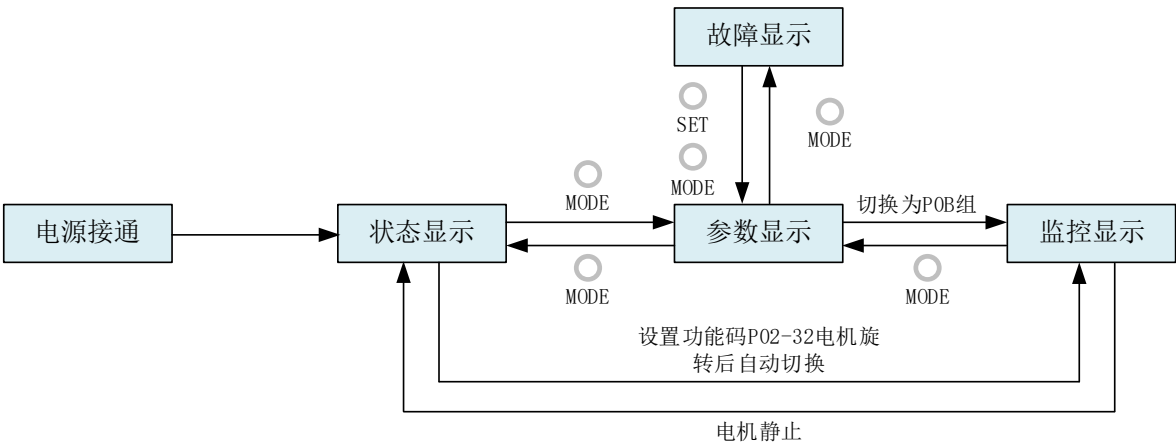 故障显示
SET
MODE
MODE
MODE
切换为P0B组
电源接通
状态显示
参数显示
监控显示
MODE
MODE
设置功能码P02-32电机旋
转后自动切换
电机静止